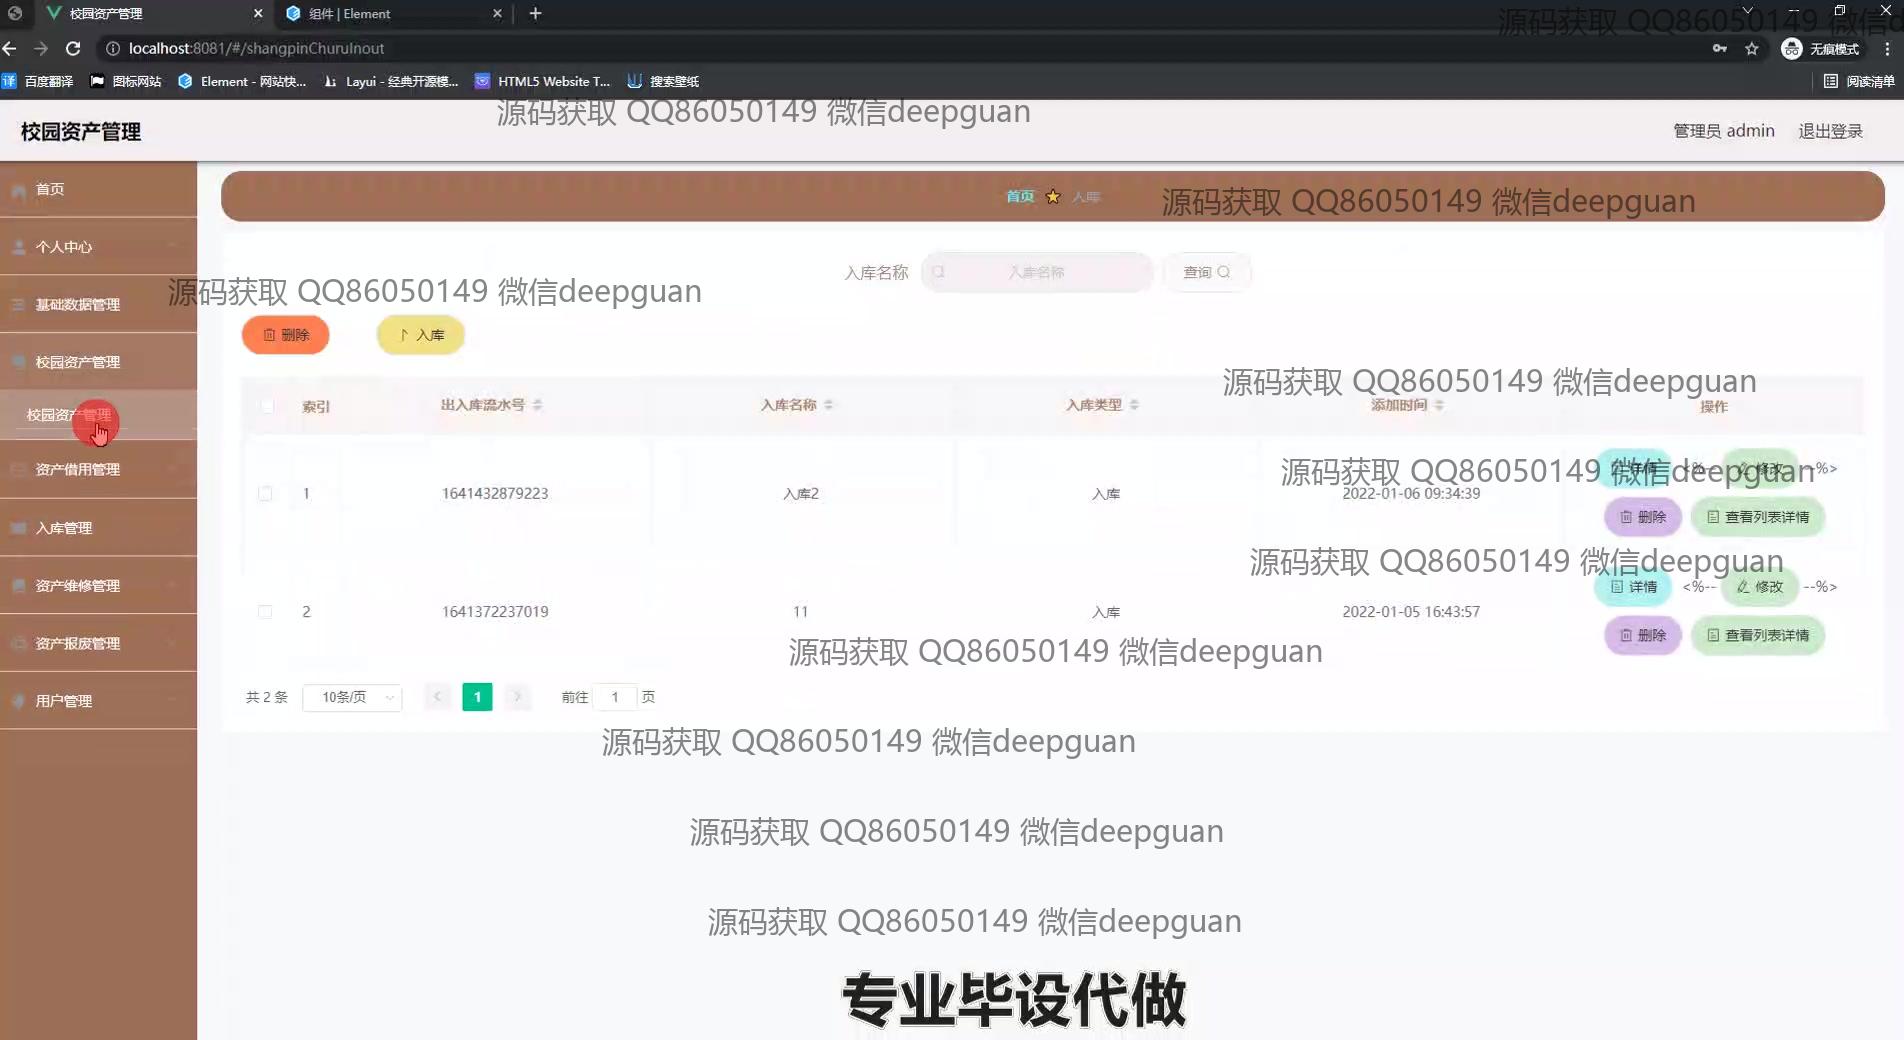 校园资产管理
组件 | Element
localhost:8081/#/shangpinChuruInout
无痕模式
译 百度翻译
图标网站
Element - 网站快...
Layui - 经典开源模...
HTML5 Website T...
搜索壁纸
阅读清单
源码获取 QQ86050149 微信d
源码获取 QQ86050149 微信deepguan
校园资产管理
管理员 admin
退出登录
首页
个人中心
基础数据管理
校园资产管理
校园资产管理
资产借用管理
入库管理
资产维修管理
资产报废管理
用户管理
首页 入库
源码获取 QQ86050149 微信deepguan
入库名称
入库名称
查询
源码获取 QQ86050149 微信deepguan
删除
入库
源码获取 QQ86050149 微信deepguan
索引 出入库流水号 入库名称 入库类型 添加时间 操作
源码获取 QQ86050149 微信deepguan
1 1641432879223 入库2 入库 2022-01-06 09:34:39 详情 <%-- 修改 --%>
删除 查看列表详情
源码获取 QQ86050149 微信deepguan
2 1641372237019 11 入库 2022-01-05 16:43:57 详情 <%-- 修改 --%>
删除 查看列表详情
源码获取 QQ86050149 微信deepguan
共 2 条 10条/页 < 1 > 前往 1 页
源码获取 QQ86050149 微信deepguan
源码获取 QQ86050149 微信deepguan
源码获取 QQ86050149 微信deepguan
专业毕设代做